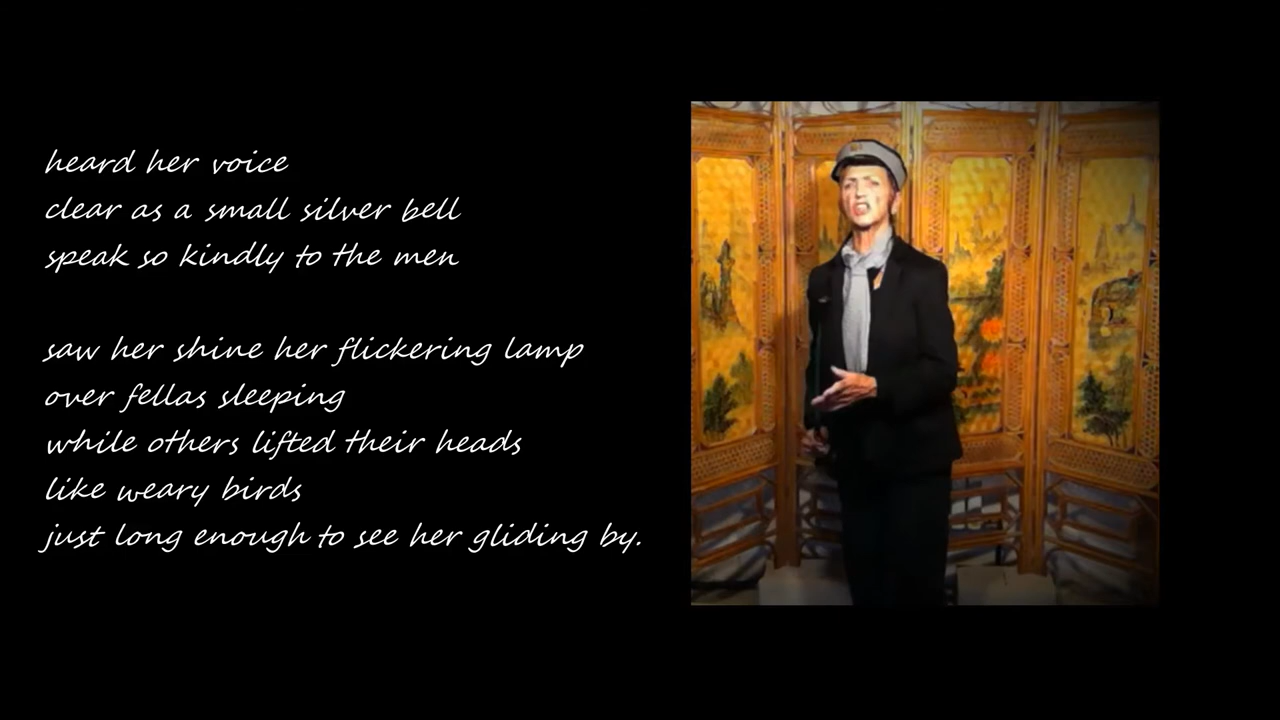 heard her voice
clear as a small silver bell
speak so kindly to the men
saw her shine her flickering lamp
over fellas sleeping
while others lifted their heads
like weary birds
just long enough to see her gliding by.